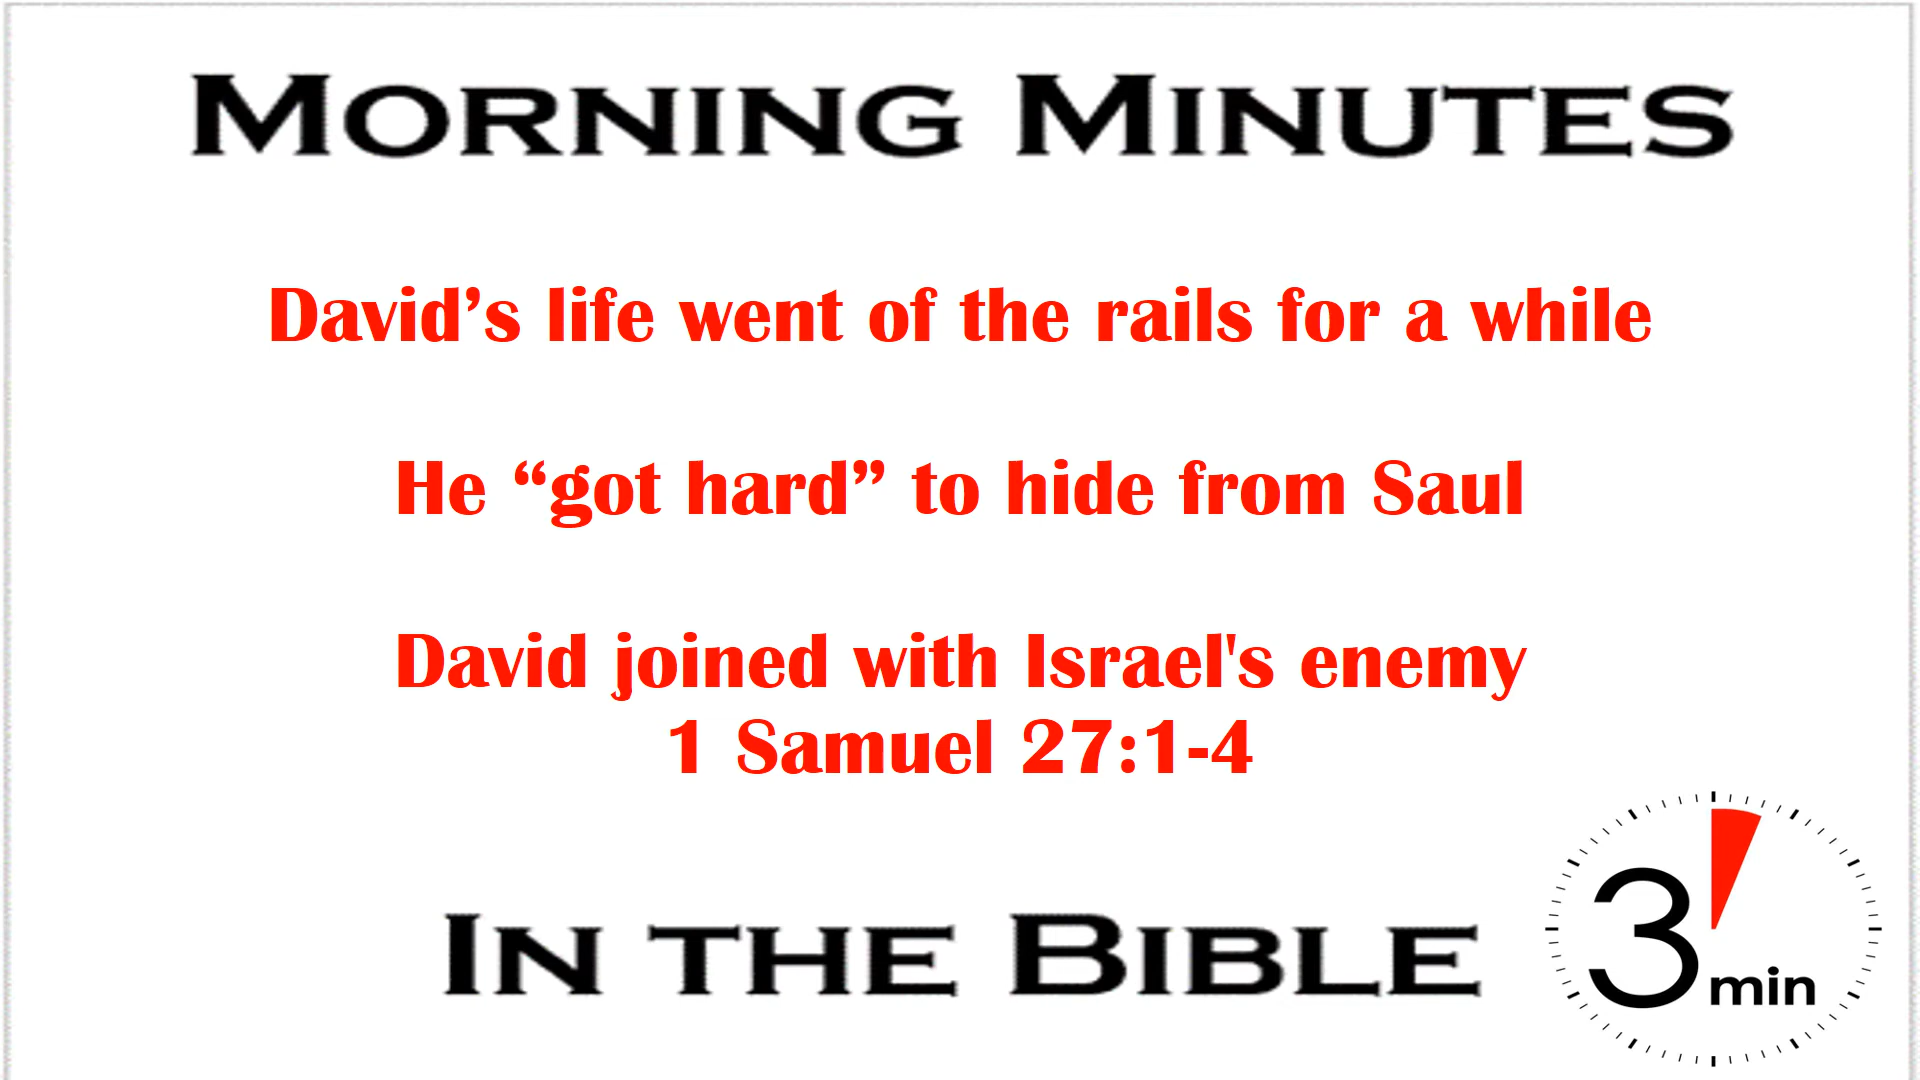 MORNING MINUTES
David’s life went of the rails for a while
He “got hard” to hide from Saul
David joined with Israel's enemy
1 Samuel 27:1-4
IN THE BIBLE
3 min